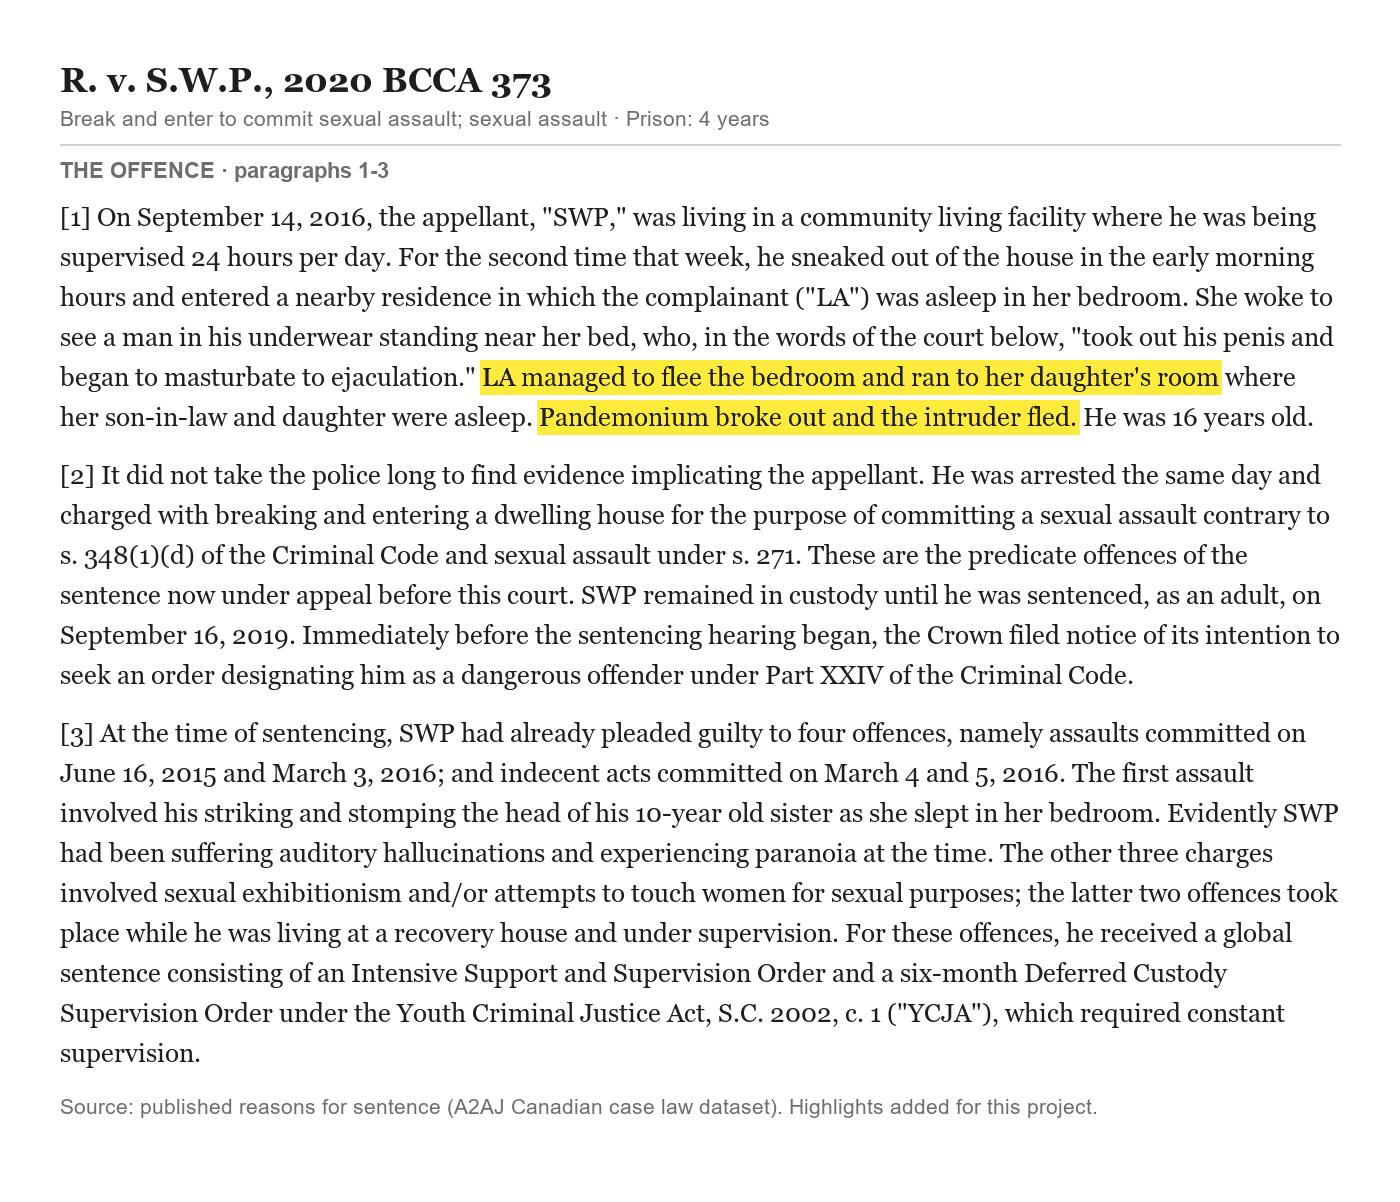 R. v. S.W.P., 2020 BCCA 373
Break and enter to commit sexual assault; sexual assault · Prison: 4 years
THE OFFENCE · paragraphs 1-3
[1] On September 14, 2016, the appellant, "SWP," was living in a community living facility where he was being
supervised 24 hours per day. For the second time that week, he sneaked out of the house in the early morning
hours and entered a nearby residence in which the complainant ("LA") was asleep in her bedroom. She woke to
see a man in his underwear standing near her bed, who, in the words of the court below, "took out his penis and
began to masturbate to ejaculation." LA managed to flee the bedroom and ran to her daughter's room where
her son-in-law and daughter were asleep. Pandemonium broke out and the intruder fled. He was 16 years old.
[2] It did not take the police long to find evidence implicating the appellant. He was arrested the same day and
charged with breaking and entering a dwelling house for the purpose of committing a sexual assault contrary to
s. 348(1)(d) of the Criminal Code and sexual assault under s. 271. These are the predicate offences of the
sentence now under appeal before this court. SWP remained in custody until he was sentenced, as an adult, on
September 16, 2019. Immediately before the sentencing hearing began, the Crown filed notice of its intention to
seek an order designating him as a dangerous offender under Part XXIV of the Criminal Code.
[3] At the time of sentencing, SWP had already pleaded guilty to four offences, namely assaults committed on
June 16, 2015 and March 3, 2016; and indecent acts committed on March 4 and 5, 2016. The first assault
involved his striking and stomping the head of his 10-year old sister as she slept in her bedroom. Evidently SWP
had been suffering auditory hallucinations and experiencing paranoia at the time. The other three charges
involved sexual exhibitionism and/or attempts to touch women for sexual purposes; the latter two offences took
place while he was living at a recovery house and under supervision. For these offences, he received a global
sentence consisting of an Intensive Support and Supervision Order and a six-month Deferred Custody
Supervision Order under the Youth Criminal Justice Act, S.C. 2002, c. 1 ("YCJA"), which required constant
supervision.
Source: published reasons for sentence (A2AJ Canadian case law dataset). Highlights added for this project.